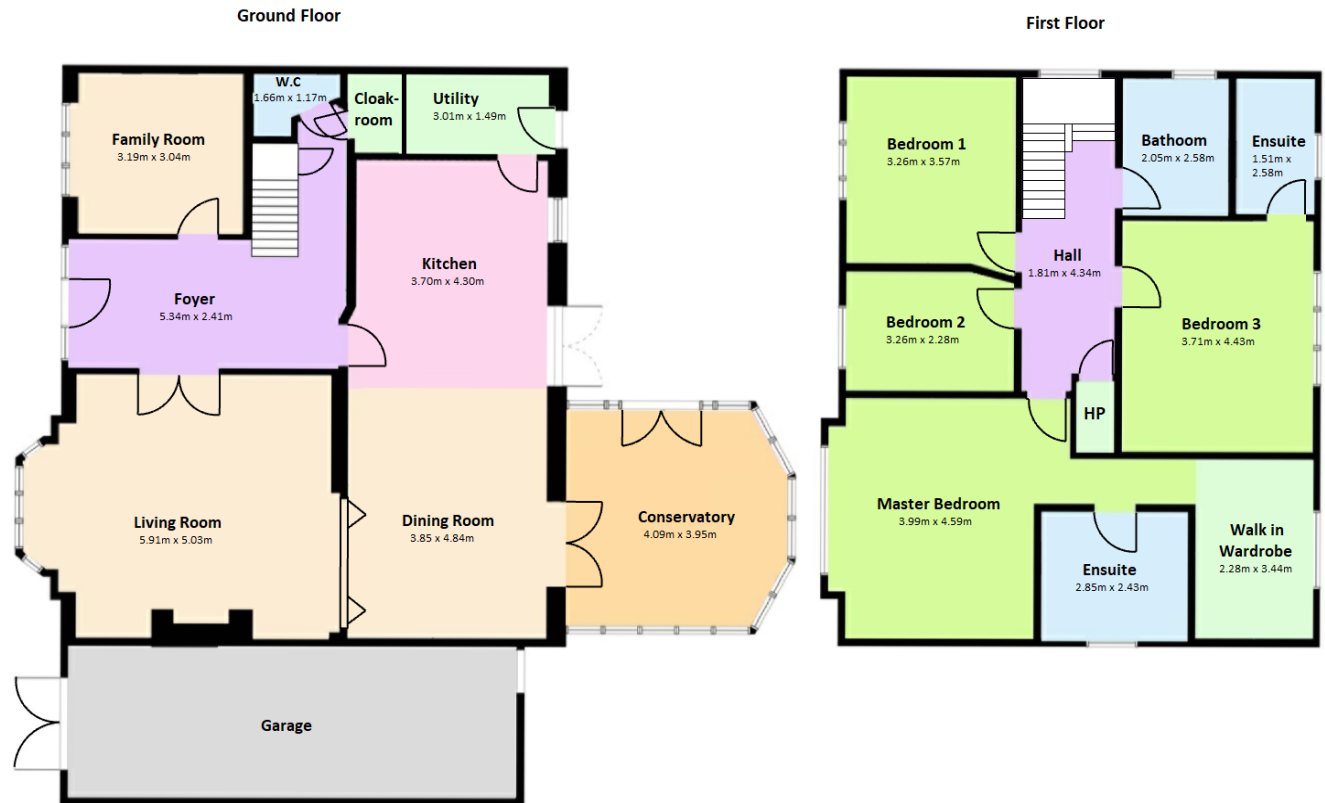 Ground Floor
First Floor
W.C
1.66m x 1.17m
Cloak-
room
Utility
3.01m x 1.49m
Family Room
3.19m x 3.04m
Kitchen
3.70m x 4.30m
Foyer
5.34m x 2.41m
Living Room
5.91m x 5.03m
Dining Room
3.85 x 4.84m
Conservatory
4.09m x 3.95m
Garage
Bedroom 1
3.26m x 3.57m
Bathoom
2.05m x 2.58m
Ensuite
1.51m x
2.58m
Hall
1.81m x 4.34m
Bedroom 2
3.26m x 2.28m
Bedroom 3
3.71m x 4.43m
HP
Master Bedroom
3.99m x 4.59m
Walk in
Wardrobe
2.28m x 3.44m
Ensuite
2.85m x 2.43m